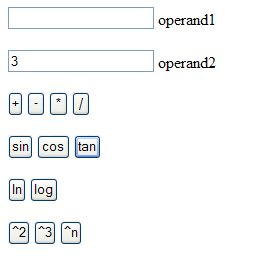 operand1
3 operand2
+ - * /
sin cos tan
ln log
^2 ^3 ^n